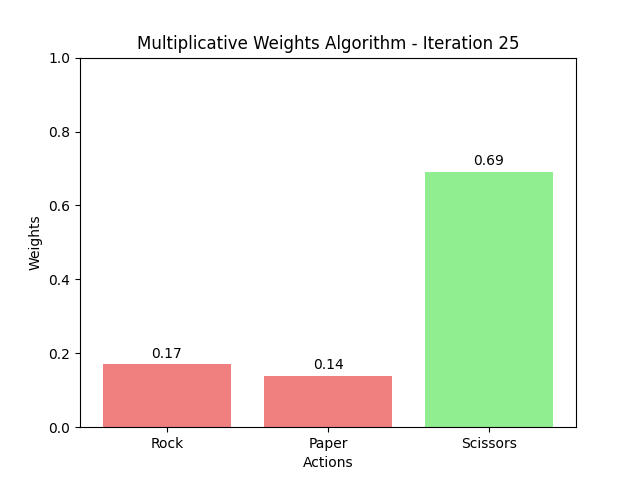 Multiplicative Weights Algorithm - Iteration 25
1.0
0.8
0.6
0.4
0.2
0.0
Weights
0.17
0.14
0.69
Rock
Paper
Scissors
Actions